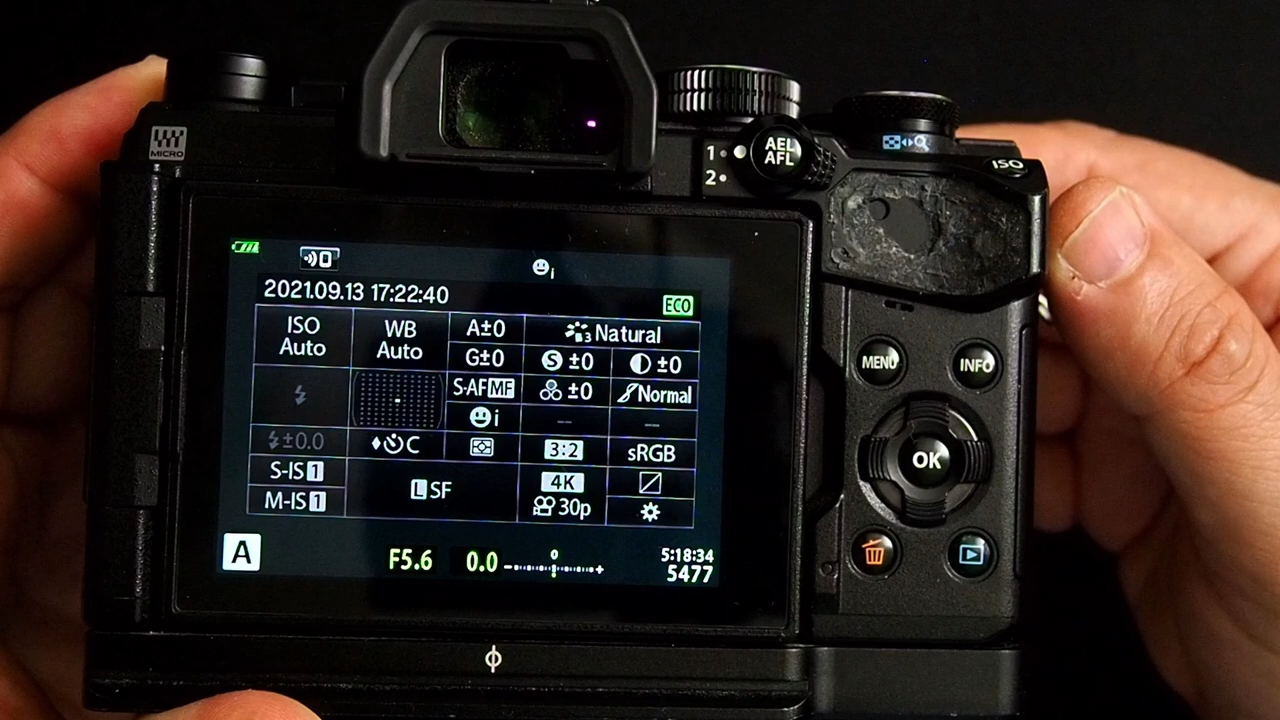 MICRO
1
2
AEL
AFL
ISO
2021.09.13 17:22:40
ECO
ISO
Auto
WB
Auto
A±0
G±0
3 Natural
S ±0
±0
S-AF MF
±0
Normal
i
i
±0.0
C
3:2
sRGB
S-IS 1
M-IS 1
L SF
4K
30p
A
F5.6
0.0
0
5:18:34
5477
MENU
INFO
OK